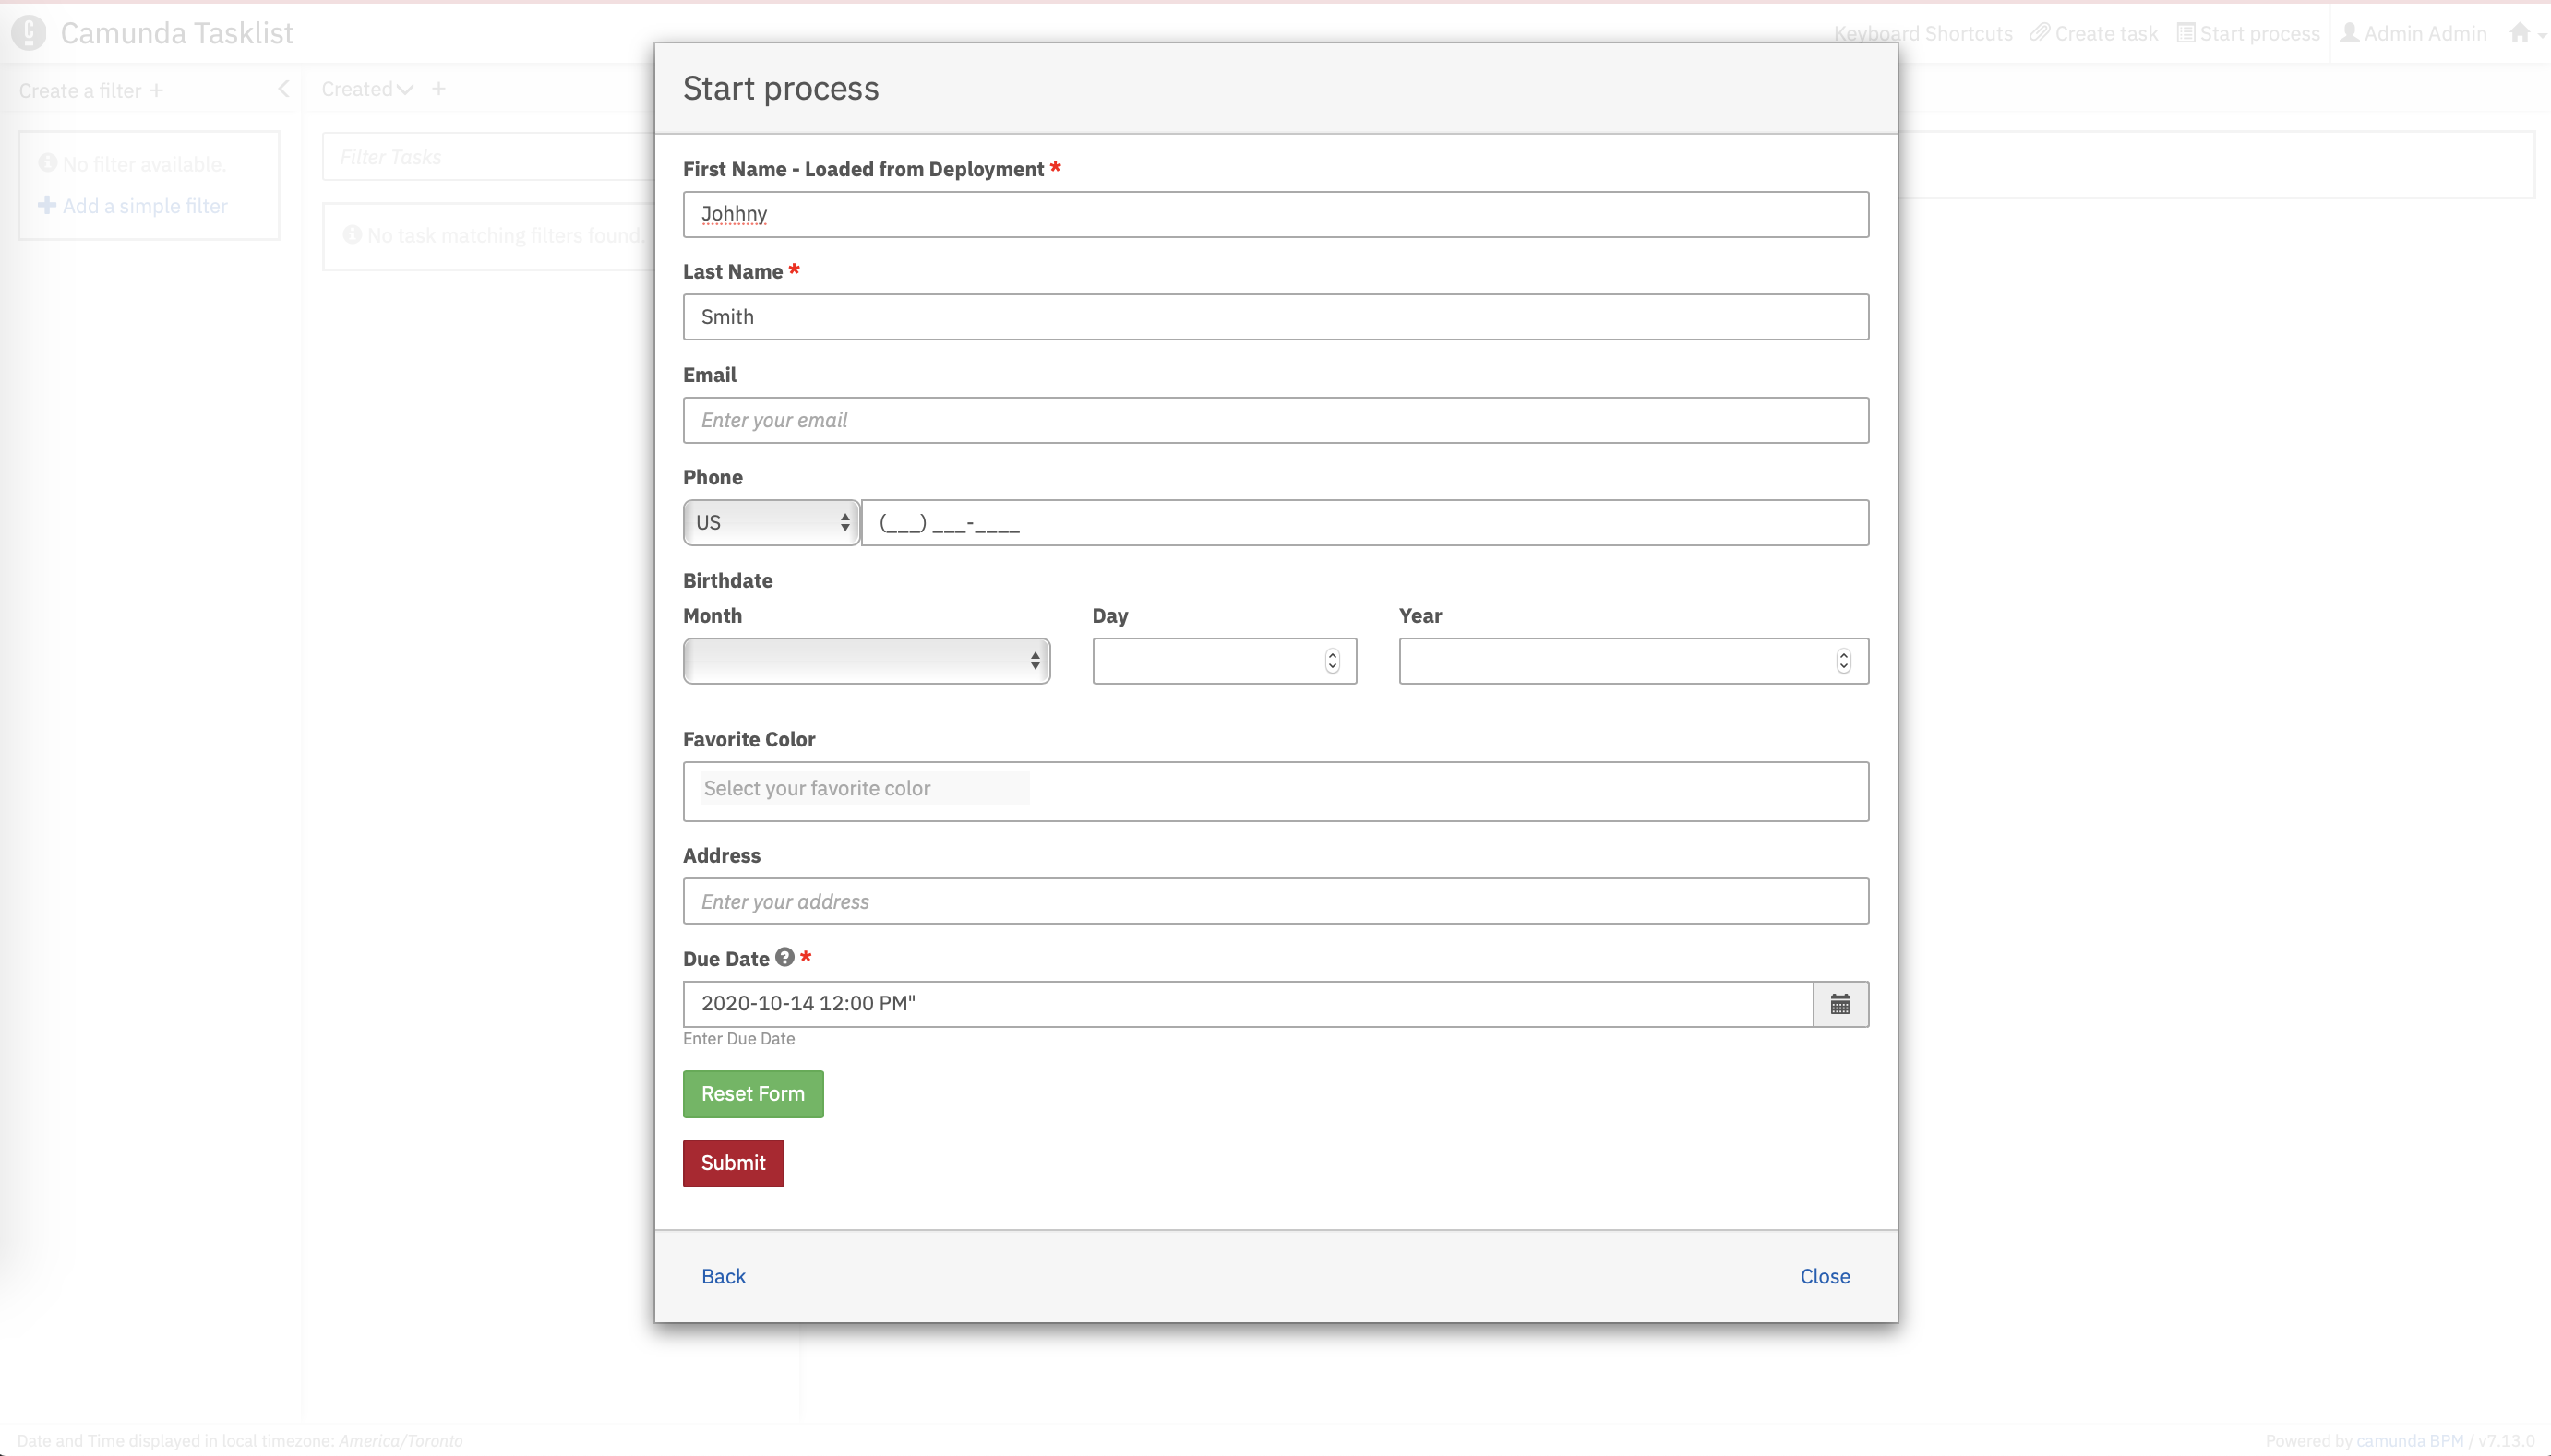 Camunda Tasklist
Keyboard Shortcuts Create task Start process Admin Admin
Create a filter +
Created +
No filter available.
Add a simple filter
Filter Tasks
No task matching filters found.
Start process
First Name - Loaded from Deployment *
Johhny
Last Name *
Smith
Email
Enter your email
Phone
US (___) ___-____
Birthdate
Month Day Year
Favorite Color
Select your favorite color
Address
Enter your address
Due Date ? *
2020-10-14 12:00 PM"
Enter Due Date
Reset Form
Submit
Back Close
Date and Time displayed in local timezone: America/Toronto
Powered by camunda BPM / v7.13.0